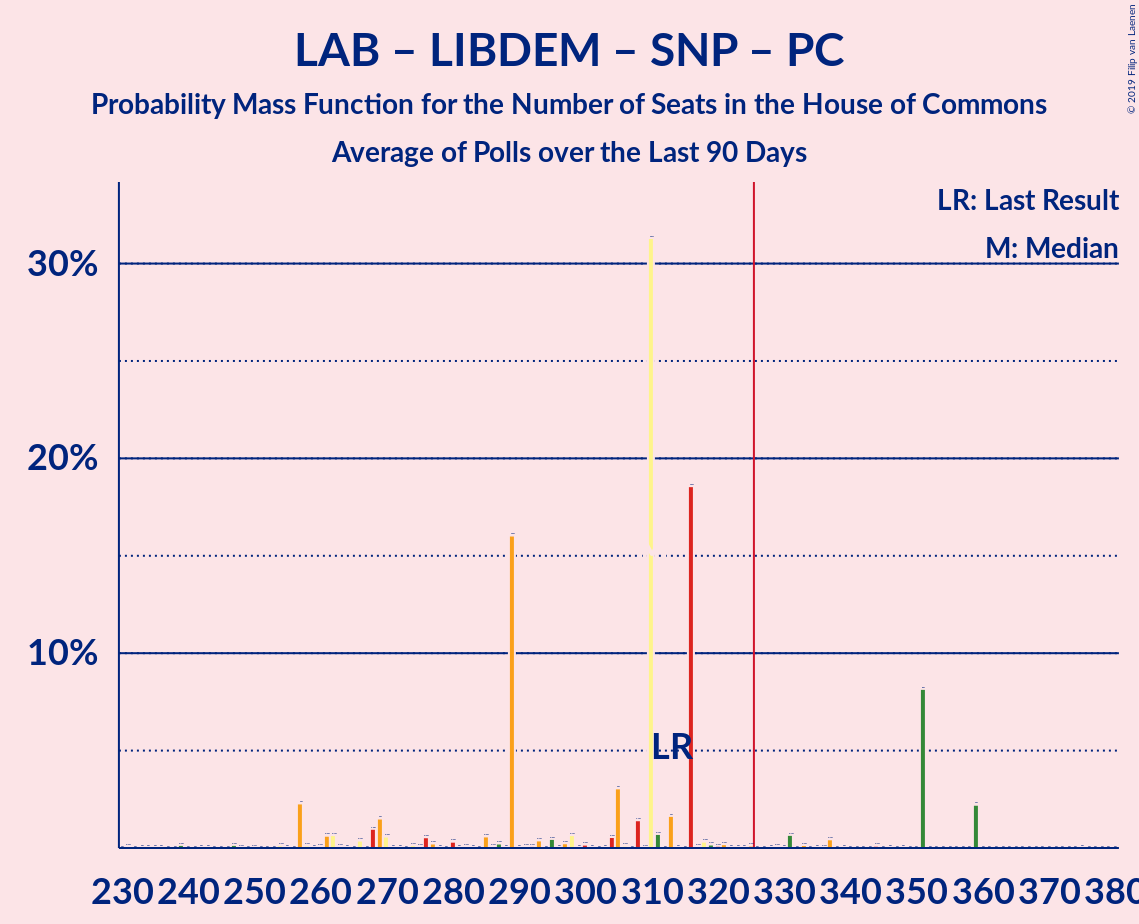 LAB – LIBDEM – SNP – PC
Probability Mass Function for the Number of Seats in the House of Commons
Average of Polls over the Last 90 Days
© 2019 Filip van Laenen
LR: Last Result
M: Median
30%
20%
10%
LR
230 240 250 260 270 280 290 300 310 320 330 340 350 360 370 380